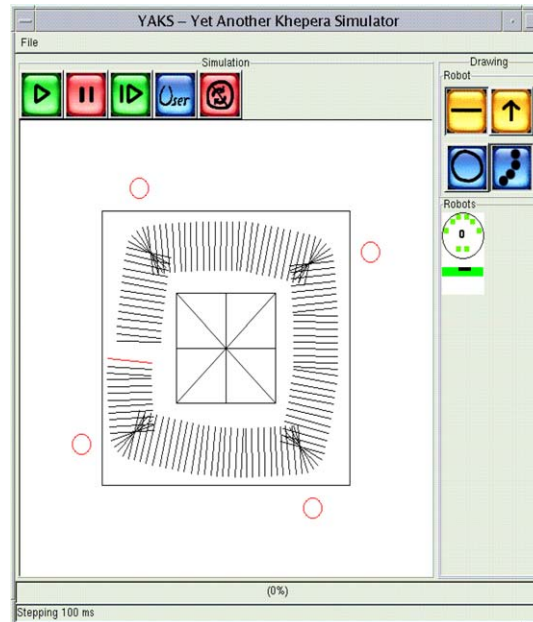 YAKS – Yet Another Khepera Simulator
File
Simulation
User
Drawing
Robot
Robots
0
(0%)
Stepping 100 ms